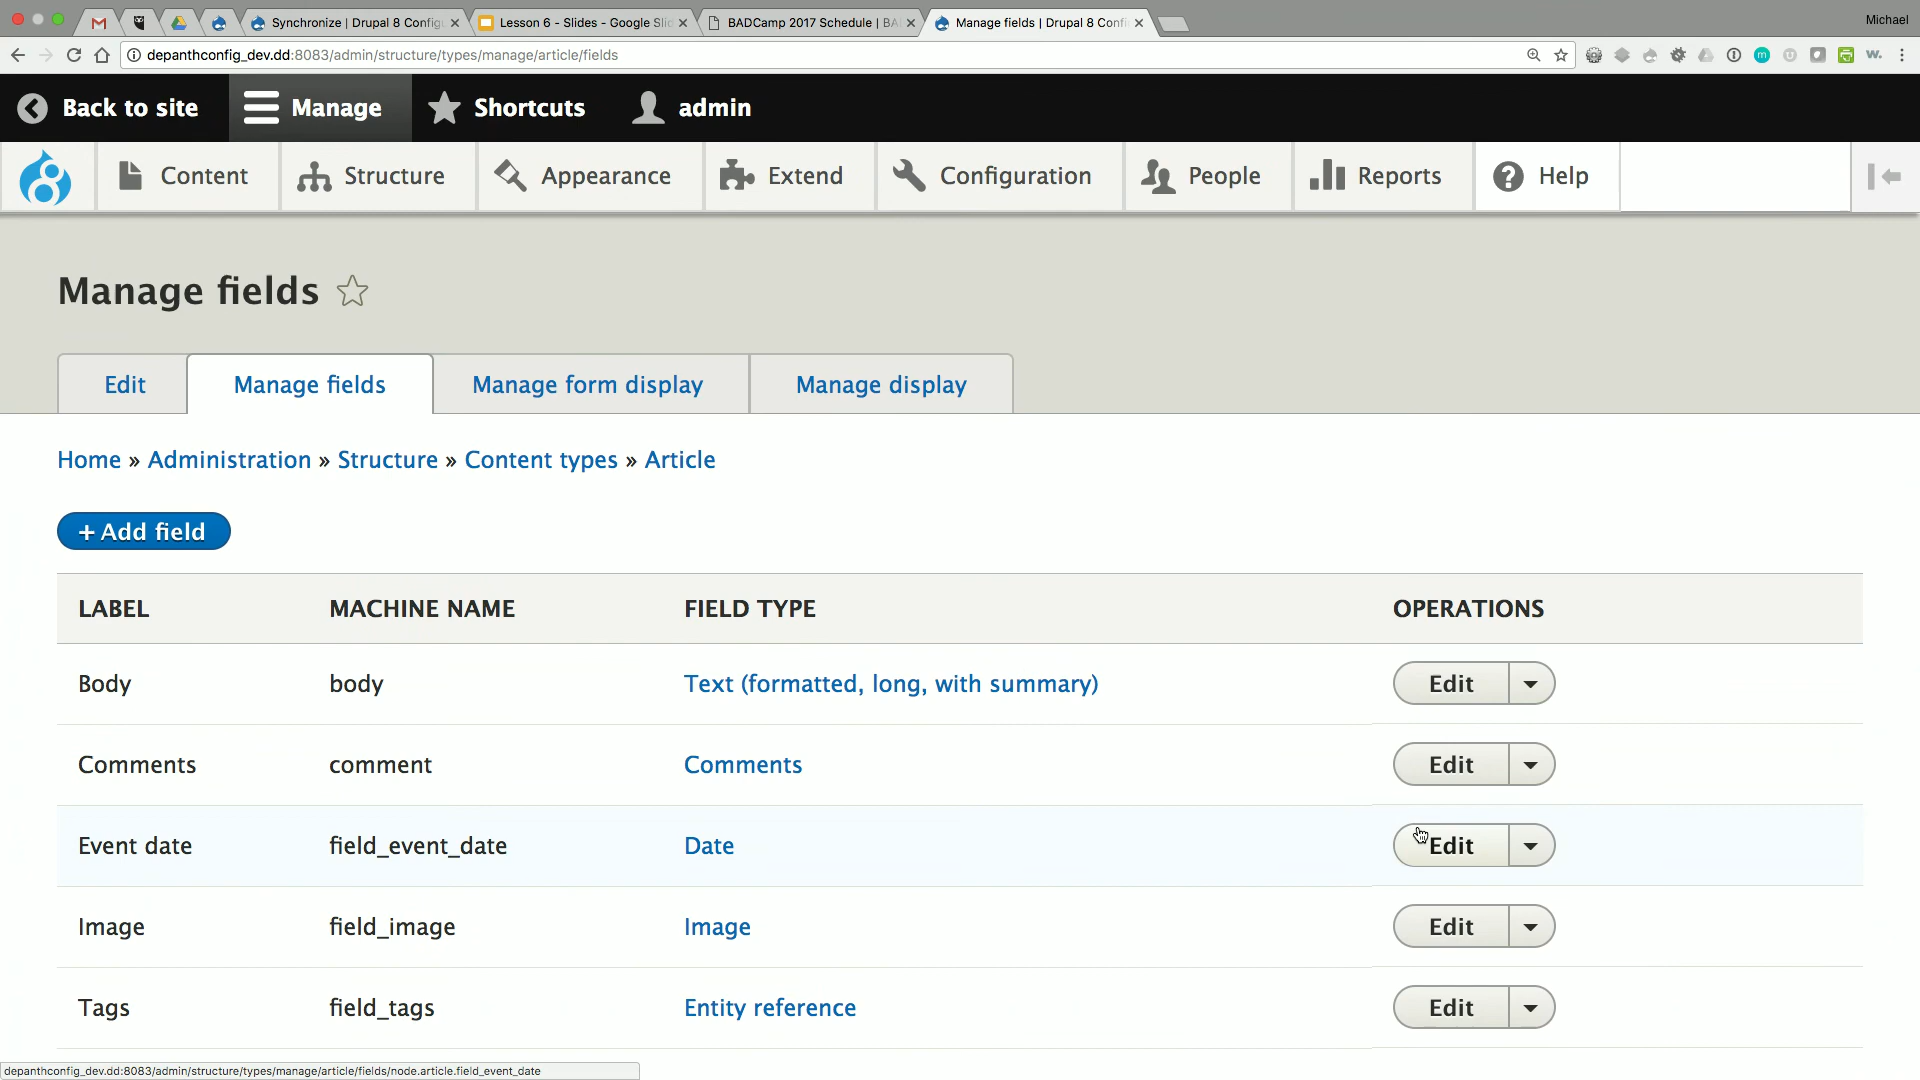 Synchronize | Drupal 8 Config
Lesson 6 - Slides - Google Slid
BADCamp 2017 Schedule | BA
Manage fields | Drupal 8 Confi
Michael
depanthconfig_dev.dd:8083/admin/structure/types/manage/article/fields
Back to site
Manage
Shortcuts
admin
Content
Structure
Appearance
Extend
Configuration
People
Reports
Help
Manage fields
Edit
Manage fields
Manage form display
Manage display
Home » Administration » Structure » Content types » Article
+ Add field
LABEL MACHINE NAME FIELD TYPE OPERATIONS
Body body Text (formatted, long, with summary) Edit
Comments comment Comments Edit
Event date field_event_date Date Edit
Image field_image Image Edit
Tags field_tags Entity reference Edit
depanthconfig_dev.dd:8083/admin/structure/types/manage/article/fields/node.article.field_event_date